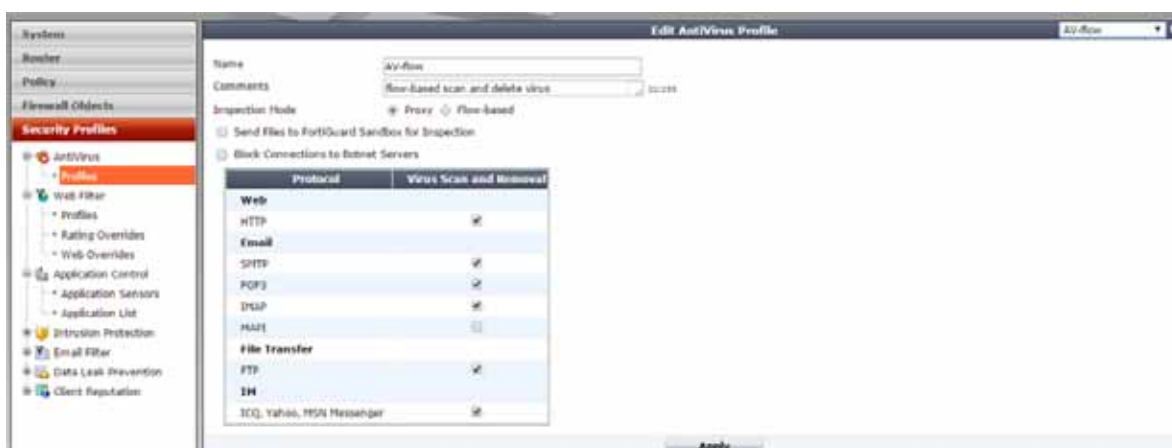 System
Router
Policy
Firewall Objects
Security Profiles
AntiVirus
Profiles
Web Filter
Profiles
Rating Overrides
Web Overrides
Application Control
Application Sensors
Application List
Intrusion Protection
Email Filter
Data Leak Prevention
Client Reputation
Edit AntiVirus Profile
AV-flow
Name
AV-flow
Comments
flow-based scan and delete virus
Inspection Mode
Proxy
Flow-based
Send Files to FortiGuard Sandbox for Inspection
Block Connections to Botnet Servers
Protocol Virus Scan and Removal
Web
HTTP
Email
SMTP
POP3
IMAP
MAPI
File Transfer
FTP
IM
ICQ, Yahoo, MSN Messenger
Apply